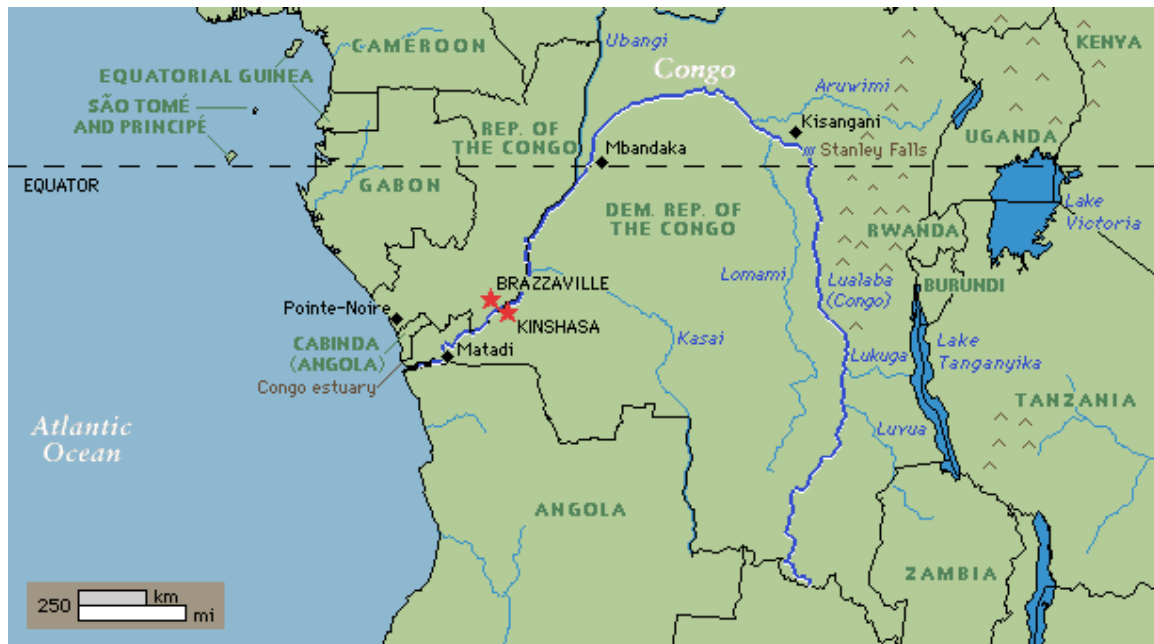 CAMEROON
Ubangi
KENYA
EQUATORIAL GUINEA
Congo
Aruwimi
SÃO TOMÉ
AND PRINCIPÉ
REP. OF
THE CONGO
Kisangani
UGANDA
Mbandaka
Stanley Falls
EQUATOR
GABON
Lake
Victoria
DEM. REP. OF
THE CONGO
RWANDA
Lomami
Lualaba
(Congo)
BURUNDI
BRAZZAVILLE
Pointe-Noire
KINSHASA
Kasai
CABINDA
(ANGOLA)
Matadi
Lukuga
Lake
Tanganyika
Congo estuary
TANZANIA
Atlantic
Ocean
Luvua
ANGOLA
ZAMBIA
250 km
mi